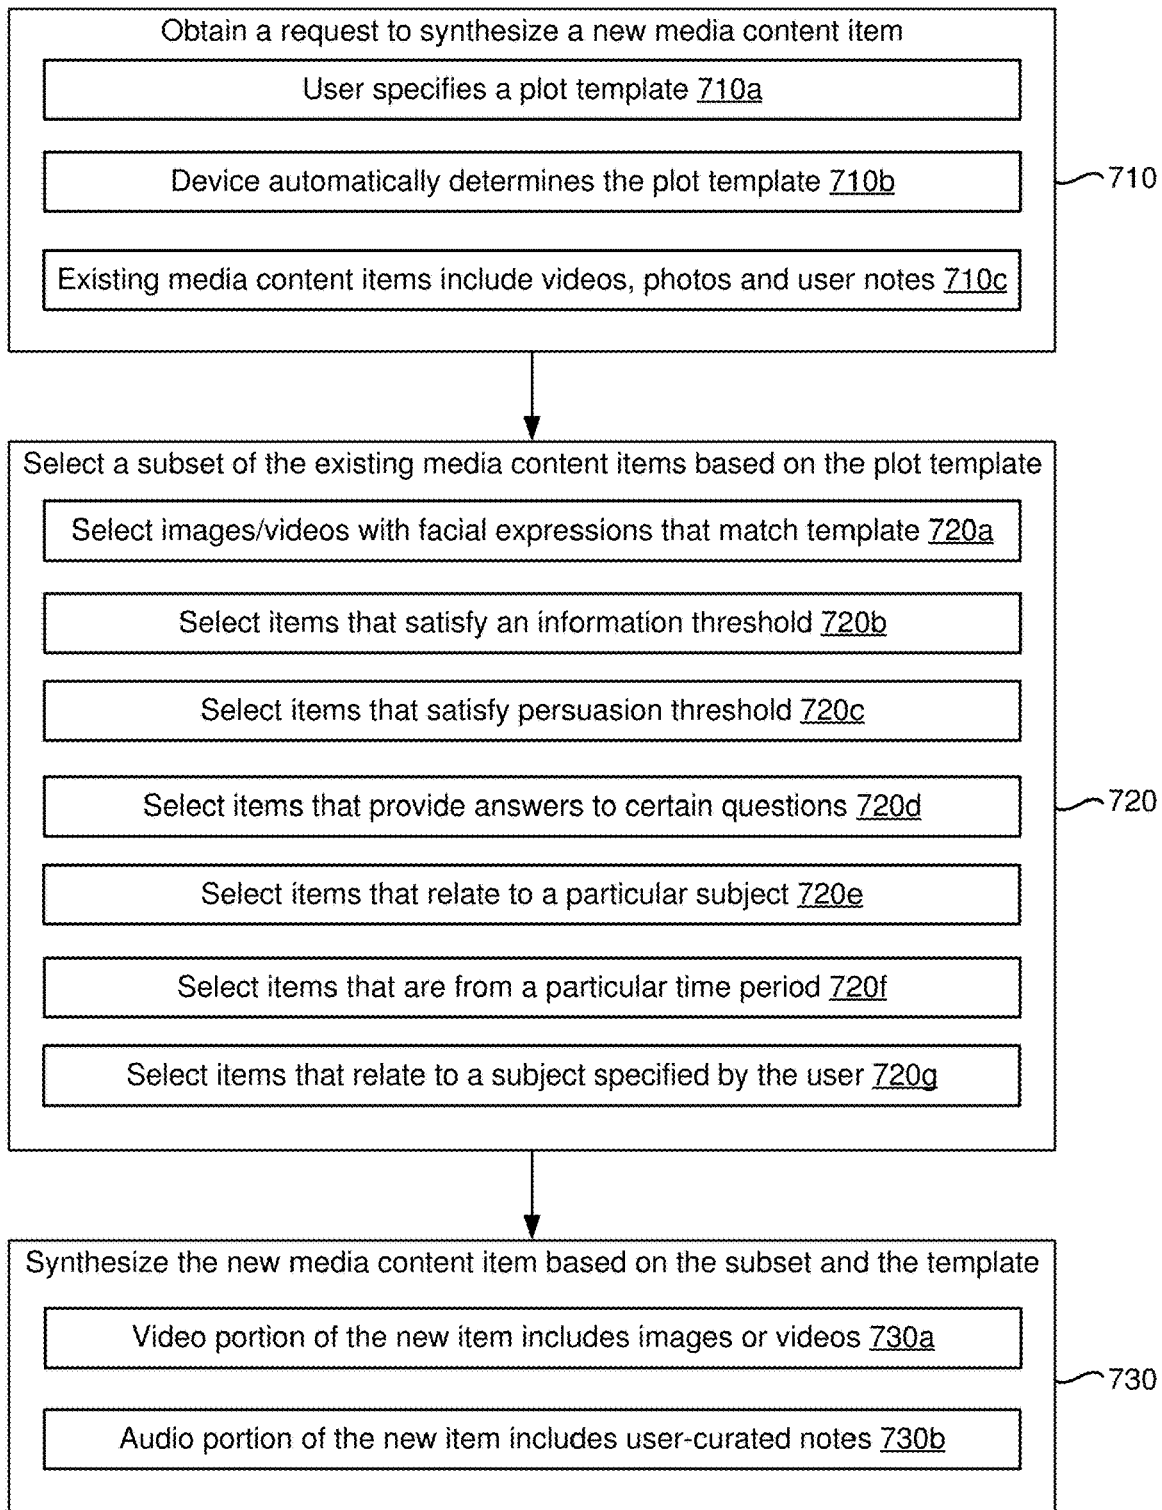 Obtain a request to synthesize a new media content item
User specifies a plot template 710a
Device automatically determines the plot template 710b
710
Existing media content items include videos, photos and user notes 710c
Select a subset of the existing media content items based on the plot template
Select images/videos with facial expressions that match template 720a
Select items that satisfy an information threshold 720b
Select items that satisfy persuasion threshold 720c
Select items that provide answers to certain questions 720d
720
Select items that relate to a particular subject 720e
Select items that are from a particular time period 720f
Select items that relate to a subject specified by the user 720g
Synthesize the new media content item based on the subset and the template
Video portion of the new item includes images or videos 730a
730
Audio portion of the new item includes user-curated notes 730b